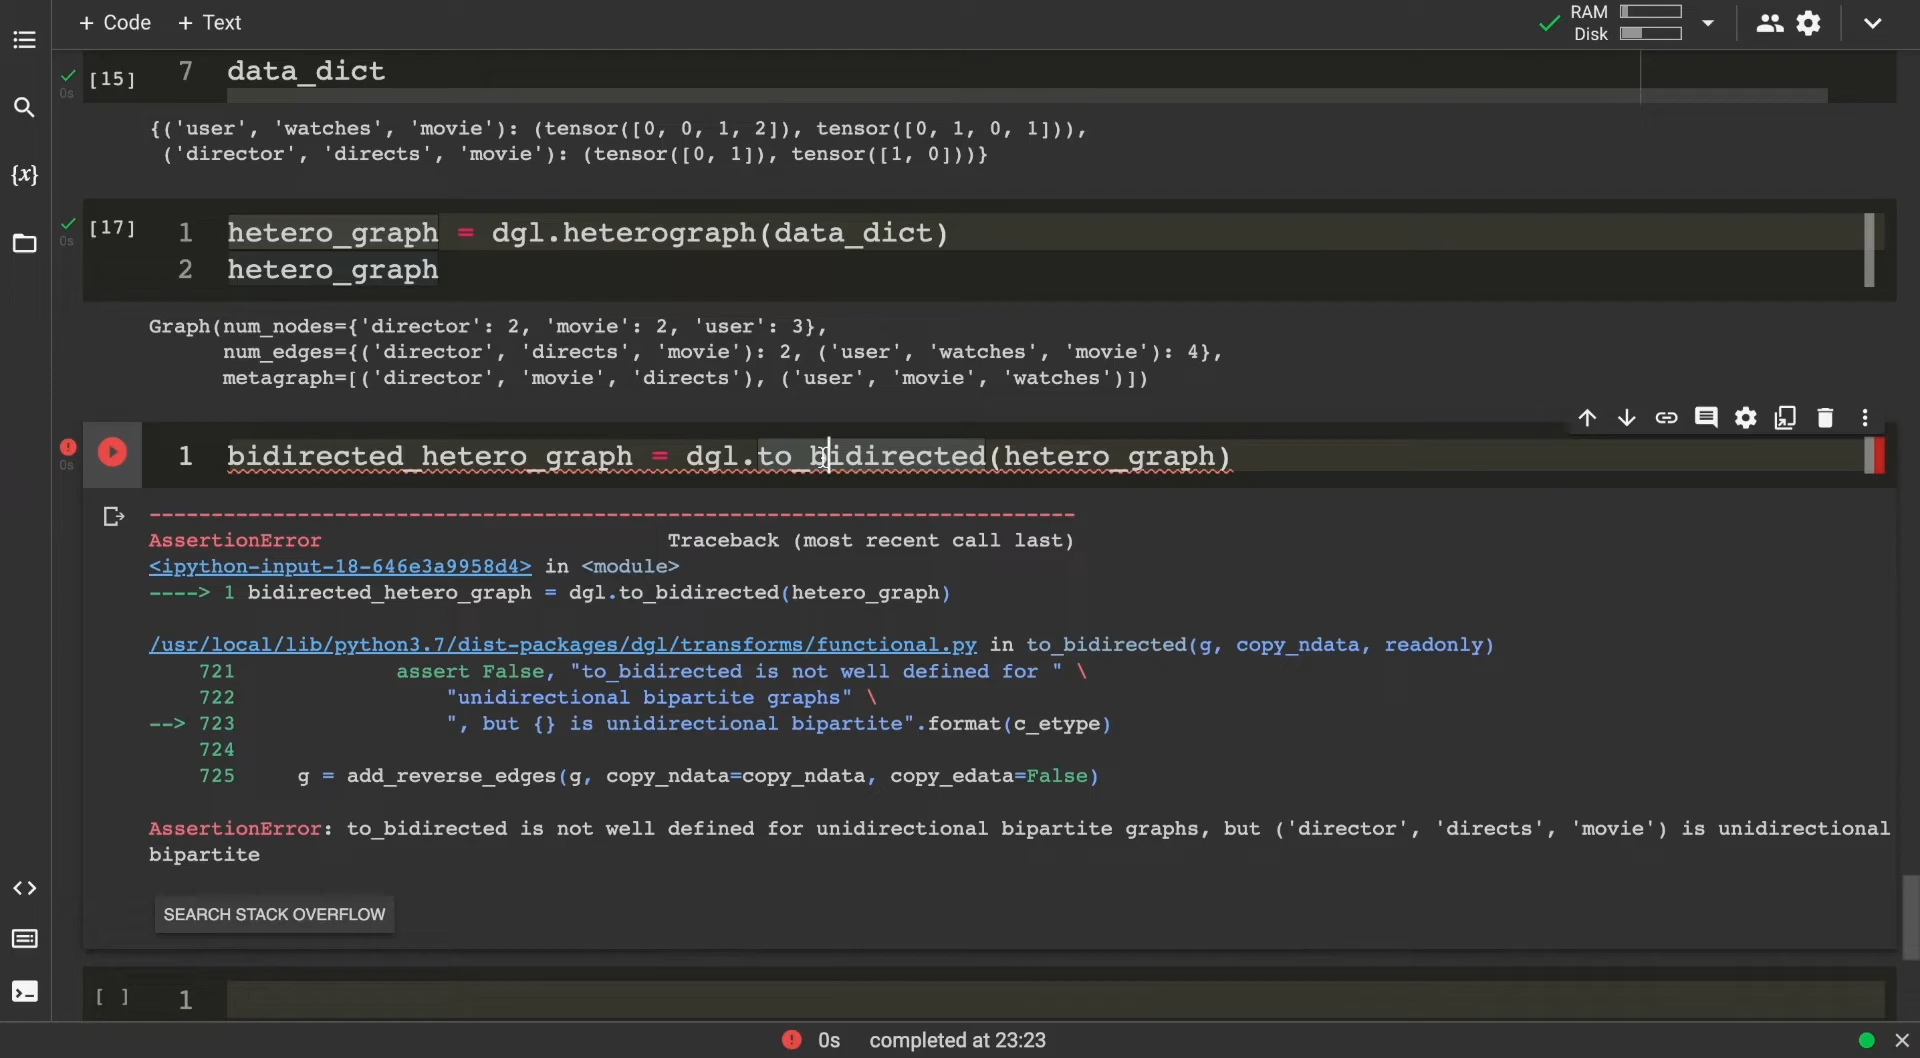 + Code + Text
RAM
Disk
0s [15] 7 data_dict
{('user', 'watches', 'movie'): (tensor([0, 0, 1, 2]), tensor([0, 1, 0, 1])),
('director', 'directs', 'movie'): (tensor([0, 1]), tensor([1, 0]))}
{x}
0s [17] 1 hetero_graph = dgl.heterograph(data_dict)
2 hetero_graph
Graph(num_nodes={'director': 2, 'movie': 2, 'user': 3},
num_edges={('director', 'directs', 'movie'): 2, ('user', 'watches', 'movie'): 4},
metagraph=[('director', 'movie', 'directs'), ('user', 'movie', 'watches')])
0s 1 bidirected_hetero_graph = dgl.to_bidirected(hetero_graph)
---------------------------------------------------------------------------
AssertionError Traceback (most recent call last)
<ipython-input-18-646e3a9958d4> in <module>
----> 1 bidirected_hetero_graph = dgl.to_bidirected(hetero_graph)
/usr/local/lib/python3.7/dist-packages/dgl/transforms/functional.py in to_bidirected(g, copy_ndata, readonly)
721 assert False, "to_bidirected is not well defined for " \
722 "unidirectional bipartite graphs" \
--> 723 ", but {} is unidirectional bipartite".format(c_etype)
724
725 g = add_reverse_edges(g, copy_ndata=copy_ndata, copy_edata=False)
AssertionError: to_bidirected is not well defined for unidirectional bipartite graphs, but ('director', 'directs', 'movie') is unidirectional
bipartite
SEARCH STACK OVERFLOW
[ ] 1
0s completed at 23:23